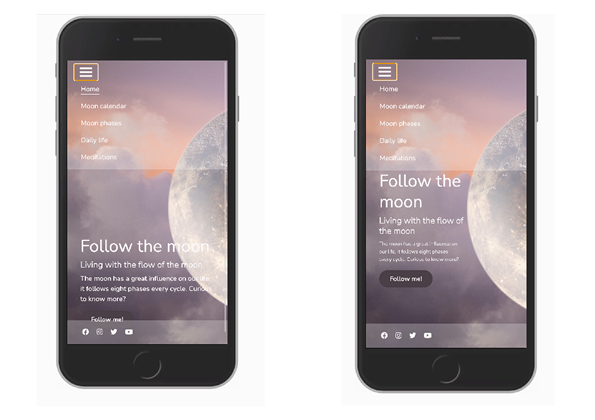 Home
Moon calendar
Moon phases
Daily life
Meditations
Follow the moon
Living with the flow of the moon
The moon has a great influence on our life,
it follows eight phases every cycle. Curious
to know more?
Follow me!
Home
Moon calendar
Moon phases
Daily life
Meditations
Follow the
moon
Living with the flow of
the moon
The moon has a great influence on
our life, it follows eight phases
every cycle. Curious to know more?
Follow me!